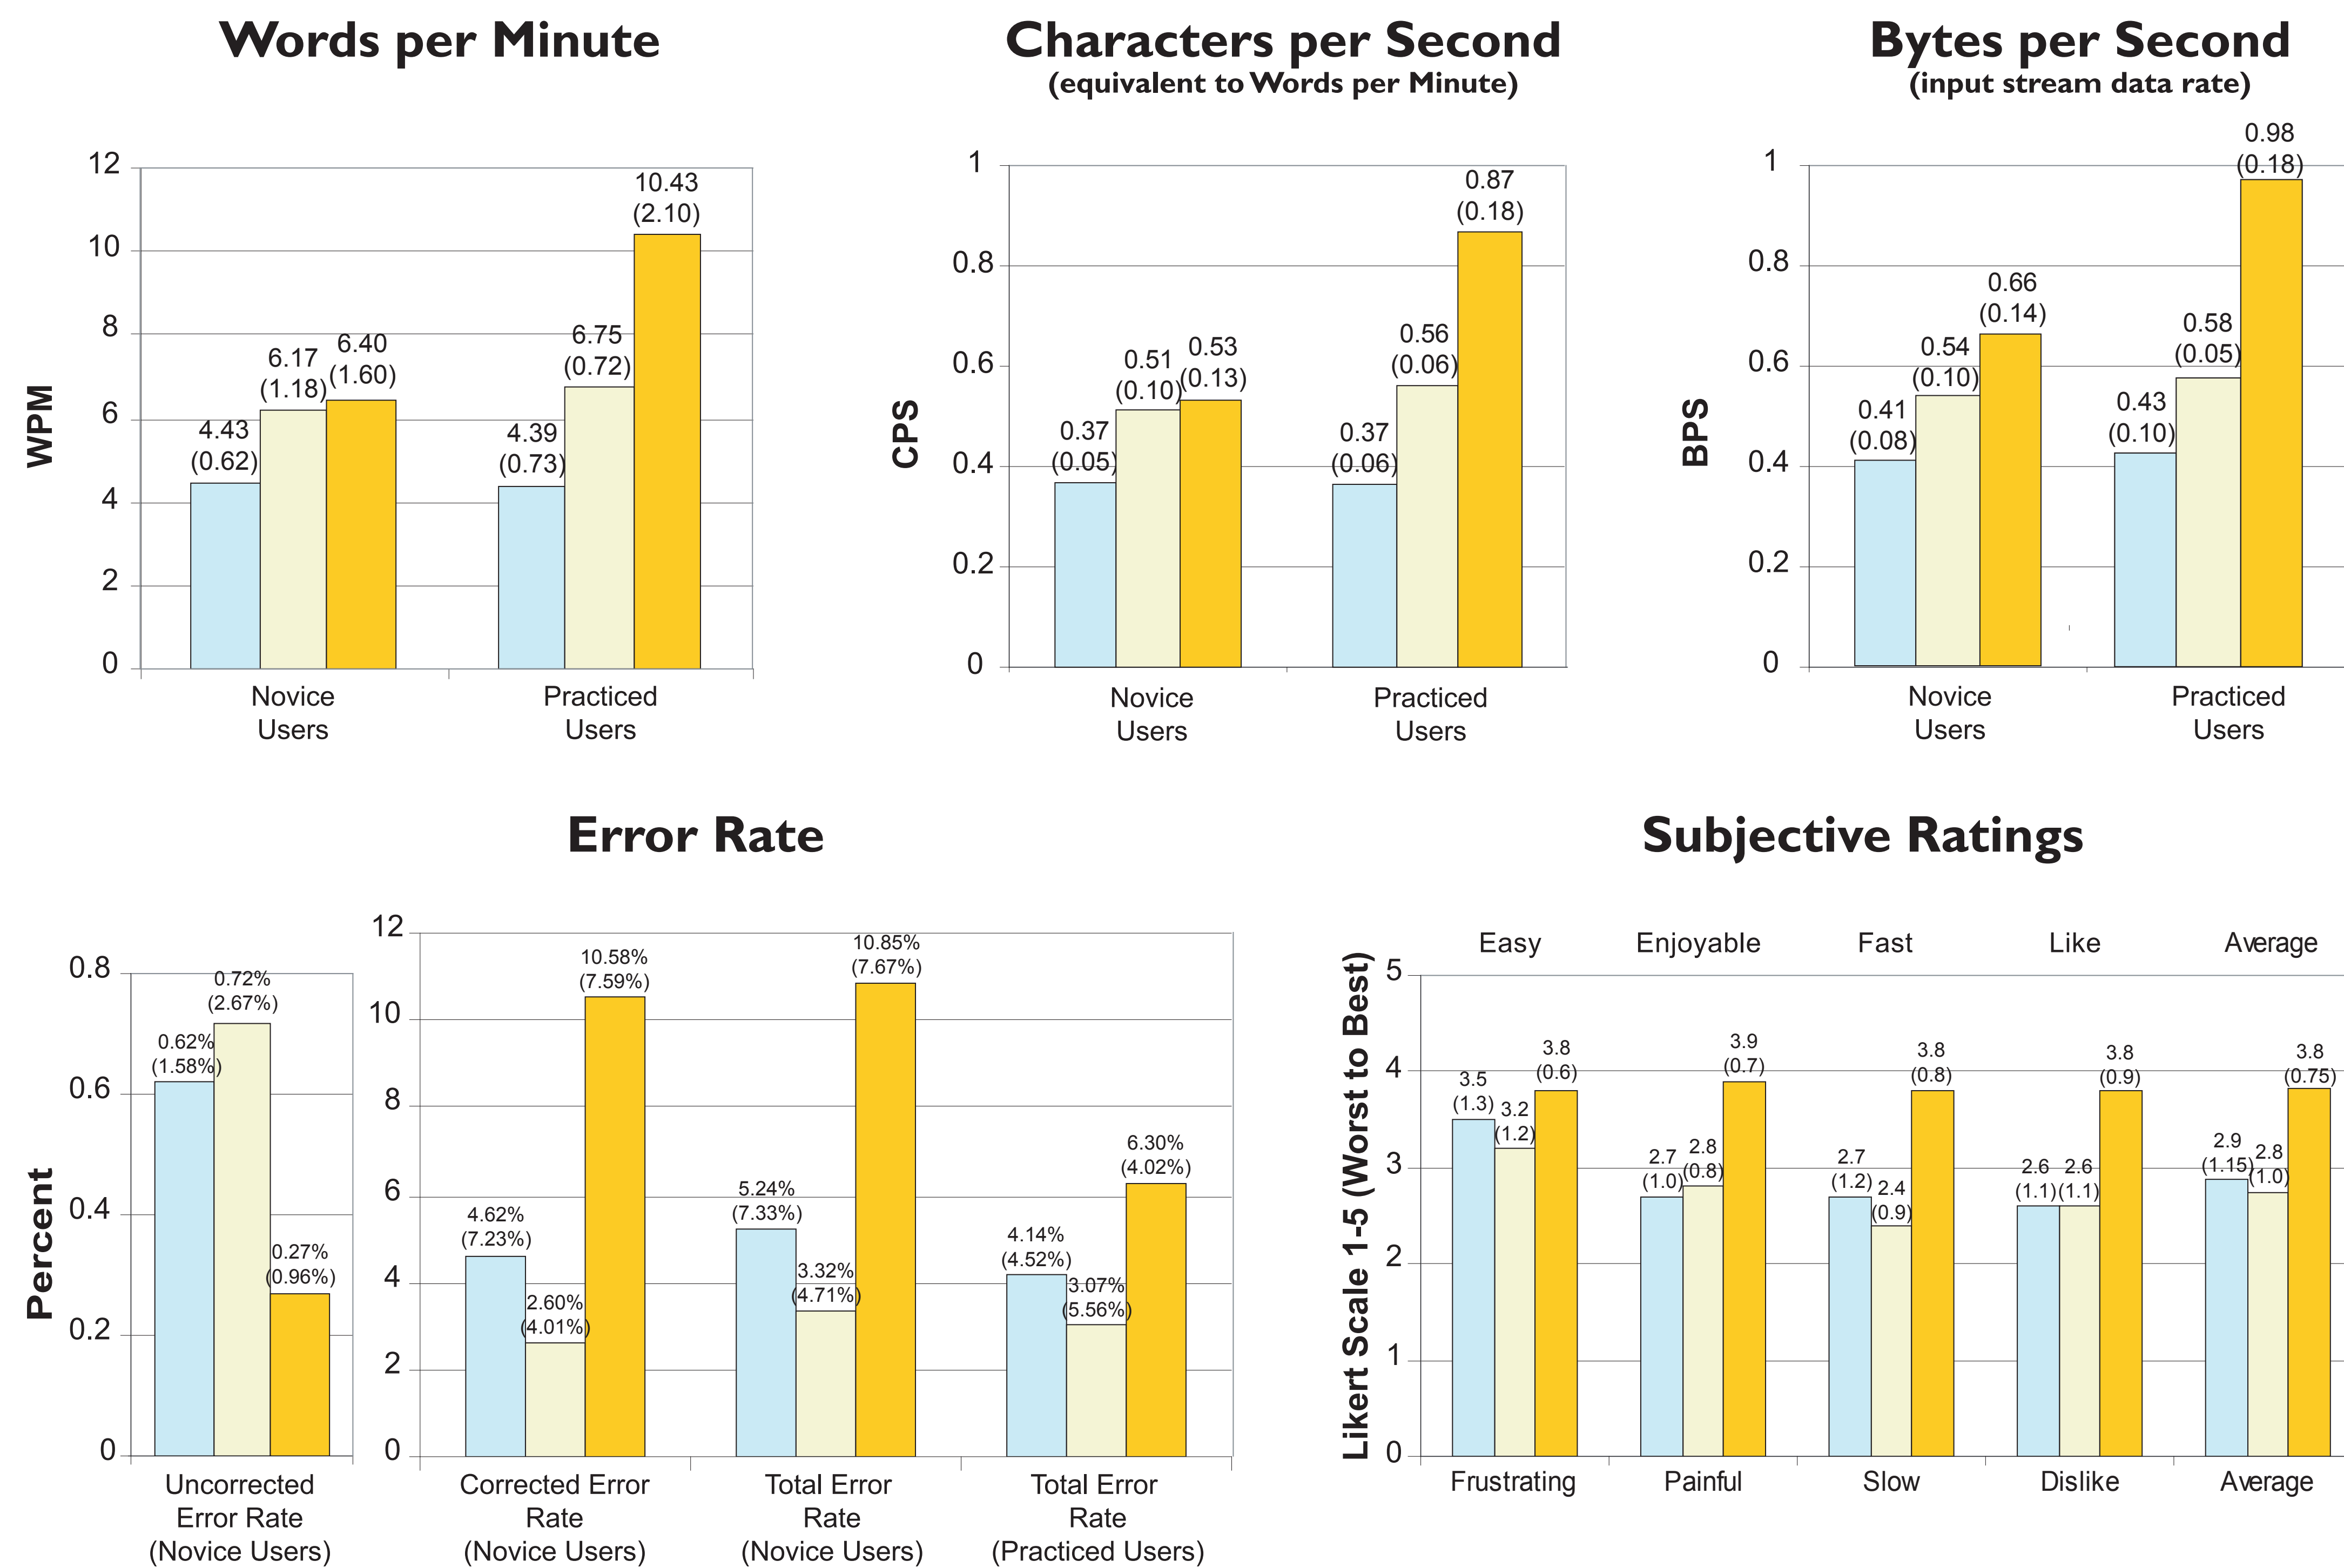 Words per Minute
12
10
8
6
4
2
0
WPM
4.43
(0.62)
6.17
(1.18)
6.40
(1.60)
4.39
(0.73)
6.75
(0.72)
10.43
(2.10)
Novice
Users
Practiced
Users
Characters per Second
(equivalent to Words per Minute)
1
0.8
0.6
0.4
0.2
0
CPS
0.37
(0.05)
0.51
(0.10)
0.53
(0.13)
0.37
(0.06)
0.56
(0.06)
0.87
(0.18)
Novice
Users
Practiced
Users
Bytes per Second
(input stream data rate)
1
0.8
0.6
0.4
0.2
0
BPS
0.41
(0.08)
0.54
(0.10)
0.66
(0.14)
0.43
(0.10)
0.58
(0.05)
0.98
(0.18)
Novice
Users
Practiced
Users
Error Rate
Percent
0.8
0.6
0.4
0.2
0
0.62%
(1.58%)
0.72%
(2.67%)
0.27%
(0.96%)
Uncorrected
Error Rate
(Novice Users)
12
10
8
6
4
2
0
4.62%
(7.23%)
2.60%
(4.01%)
10.58%
(7.59%)
5.24%
(7.33%)
3.32%
(4.71%)
10.85%
(7.67%)
4.14%
(4.52%)
3.07%
(5.56%)
6.30%
(4.02%)
Corrected Error
Rate
(Novice Users)
Total Error
Rate
(Novice Users)
Total Error
Rate
(Practiced Users)
Subjective Ratings
Likert Scale 1-5 (Worst to Best)
Easy
Enjoyable
Fast
Like
Average
5
4
3
2
1
0
3.5
(1.3)
3.2
(1.2)
3.8
(0.6)
2.7
(1.0)
2.8
(0.8)
3.9
(0.7)
2.7
(1.2)
2.4
(0.9)
3.8
(0.8)
2.6
(1.1)
2.6
(1.1)
3.8
(0.9)
2.9
(1.15)
2.8
(1.0)
3.8
(0.75)
Frustrating
Painful
Slow
Dislike
Average